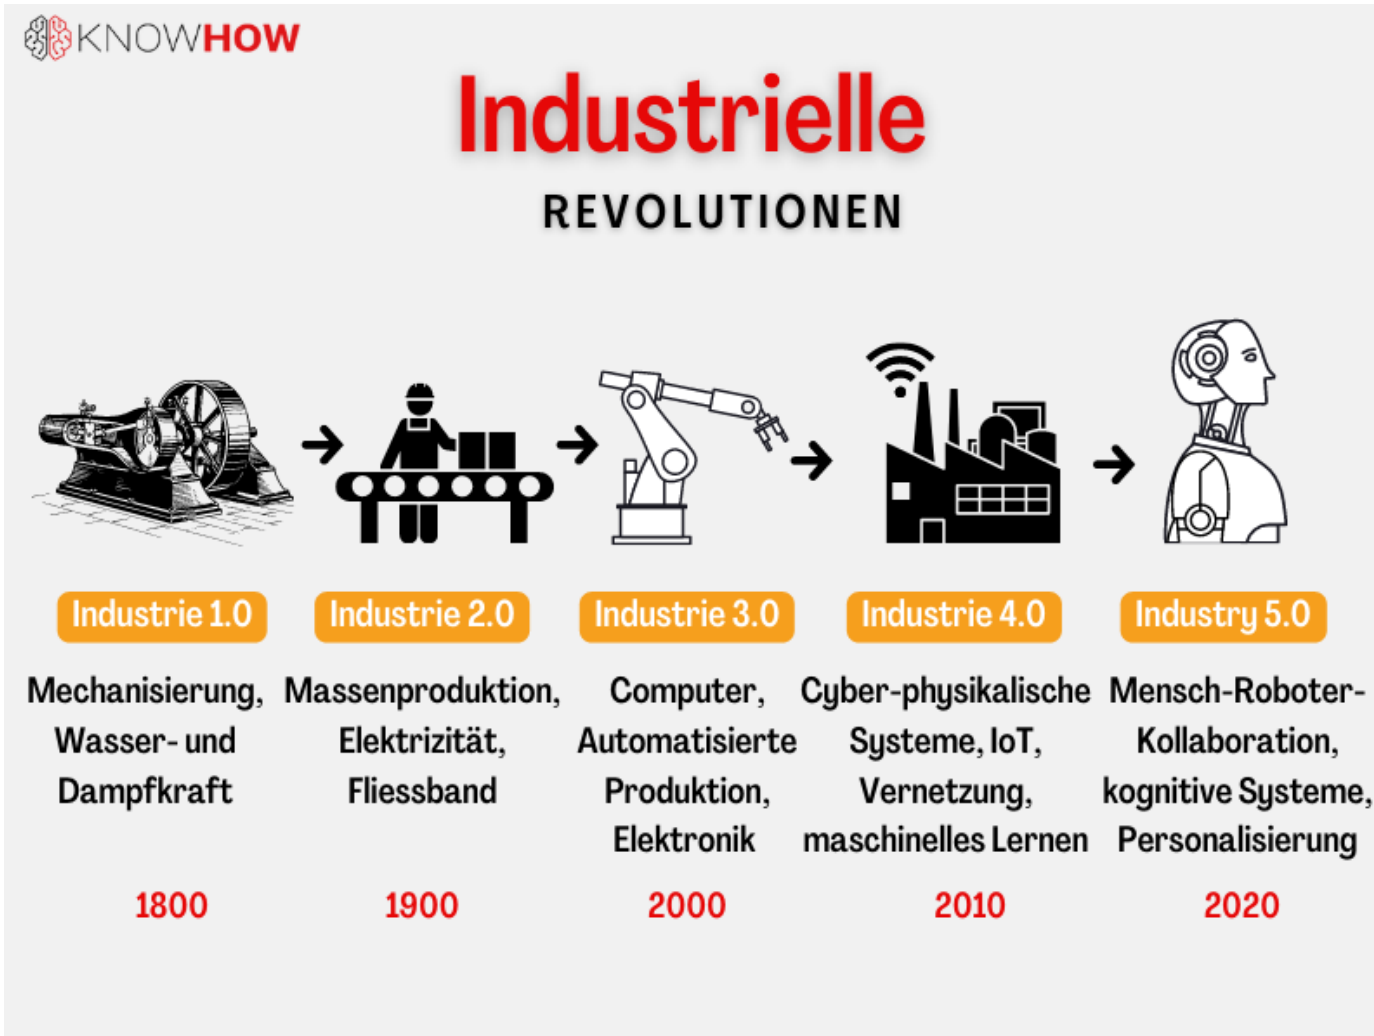 KNOWHOW
Industrielle
REVOLUTIONEN
Industrie 1.0
Mechanisierung,
Wasser- und
Dampfkraft
1800
Industrie 2.0
Massenproduktion,
Elektrizität,
Fliessband
1900
Industrie 3.0
Computer,
Automatisierte
Produktion,
Elektronik
2000
Industrie 4.0
Cyber-physikalische
Systeme, IoT,
Vernetzung,
maschinelles Lernen
2010
Industry 5.0
Mensch-Roboter-
Kollaboration,
kognitive Systeme,
Personalisierung
2020